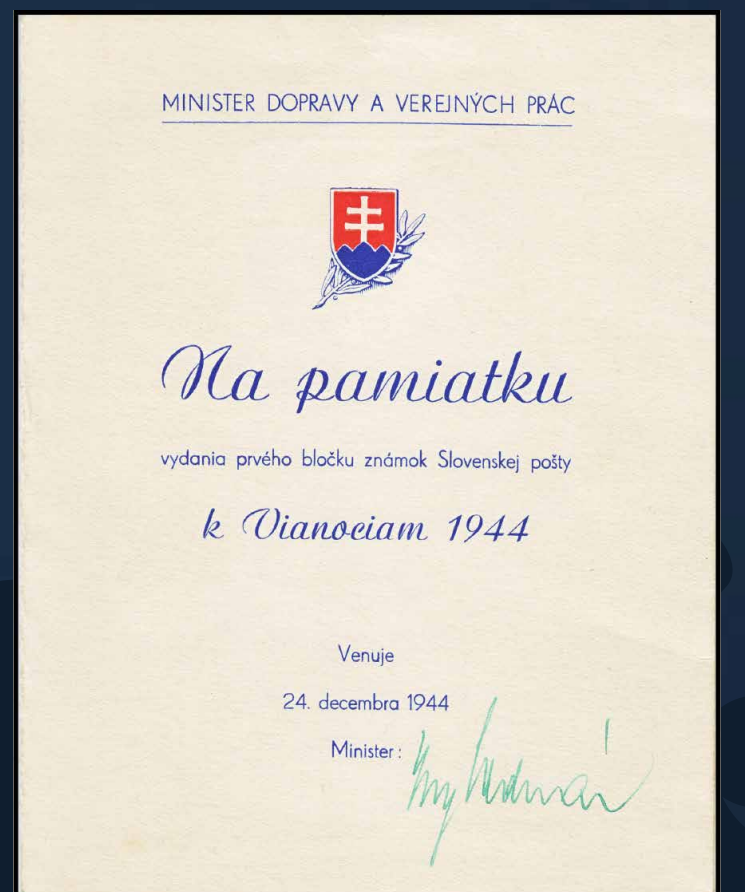 MINISTER DOPRAVY A VEREJNÝCH PRÁC
Na pamiatku
vydania prvého bločku známok Slovenskej pošty
k Vianociam 1944
Venuje
24. decembra 1944
Minister: